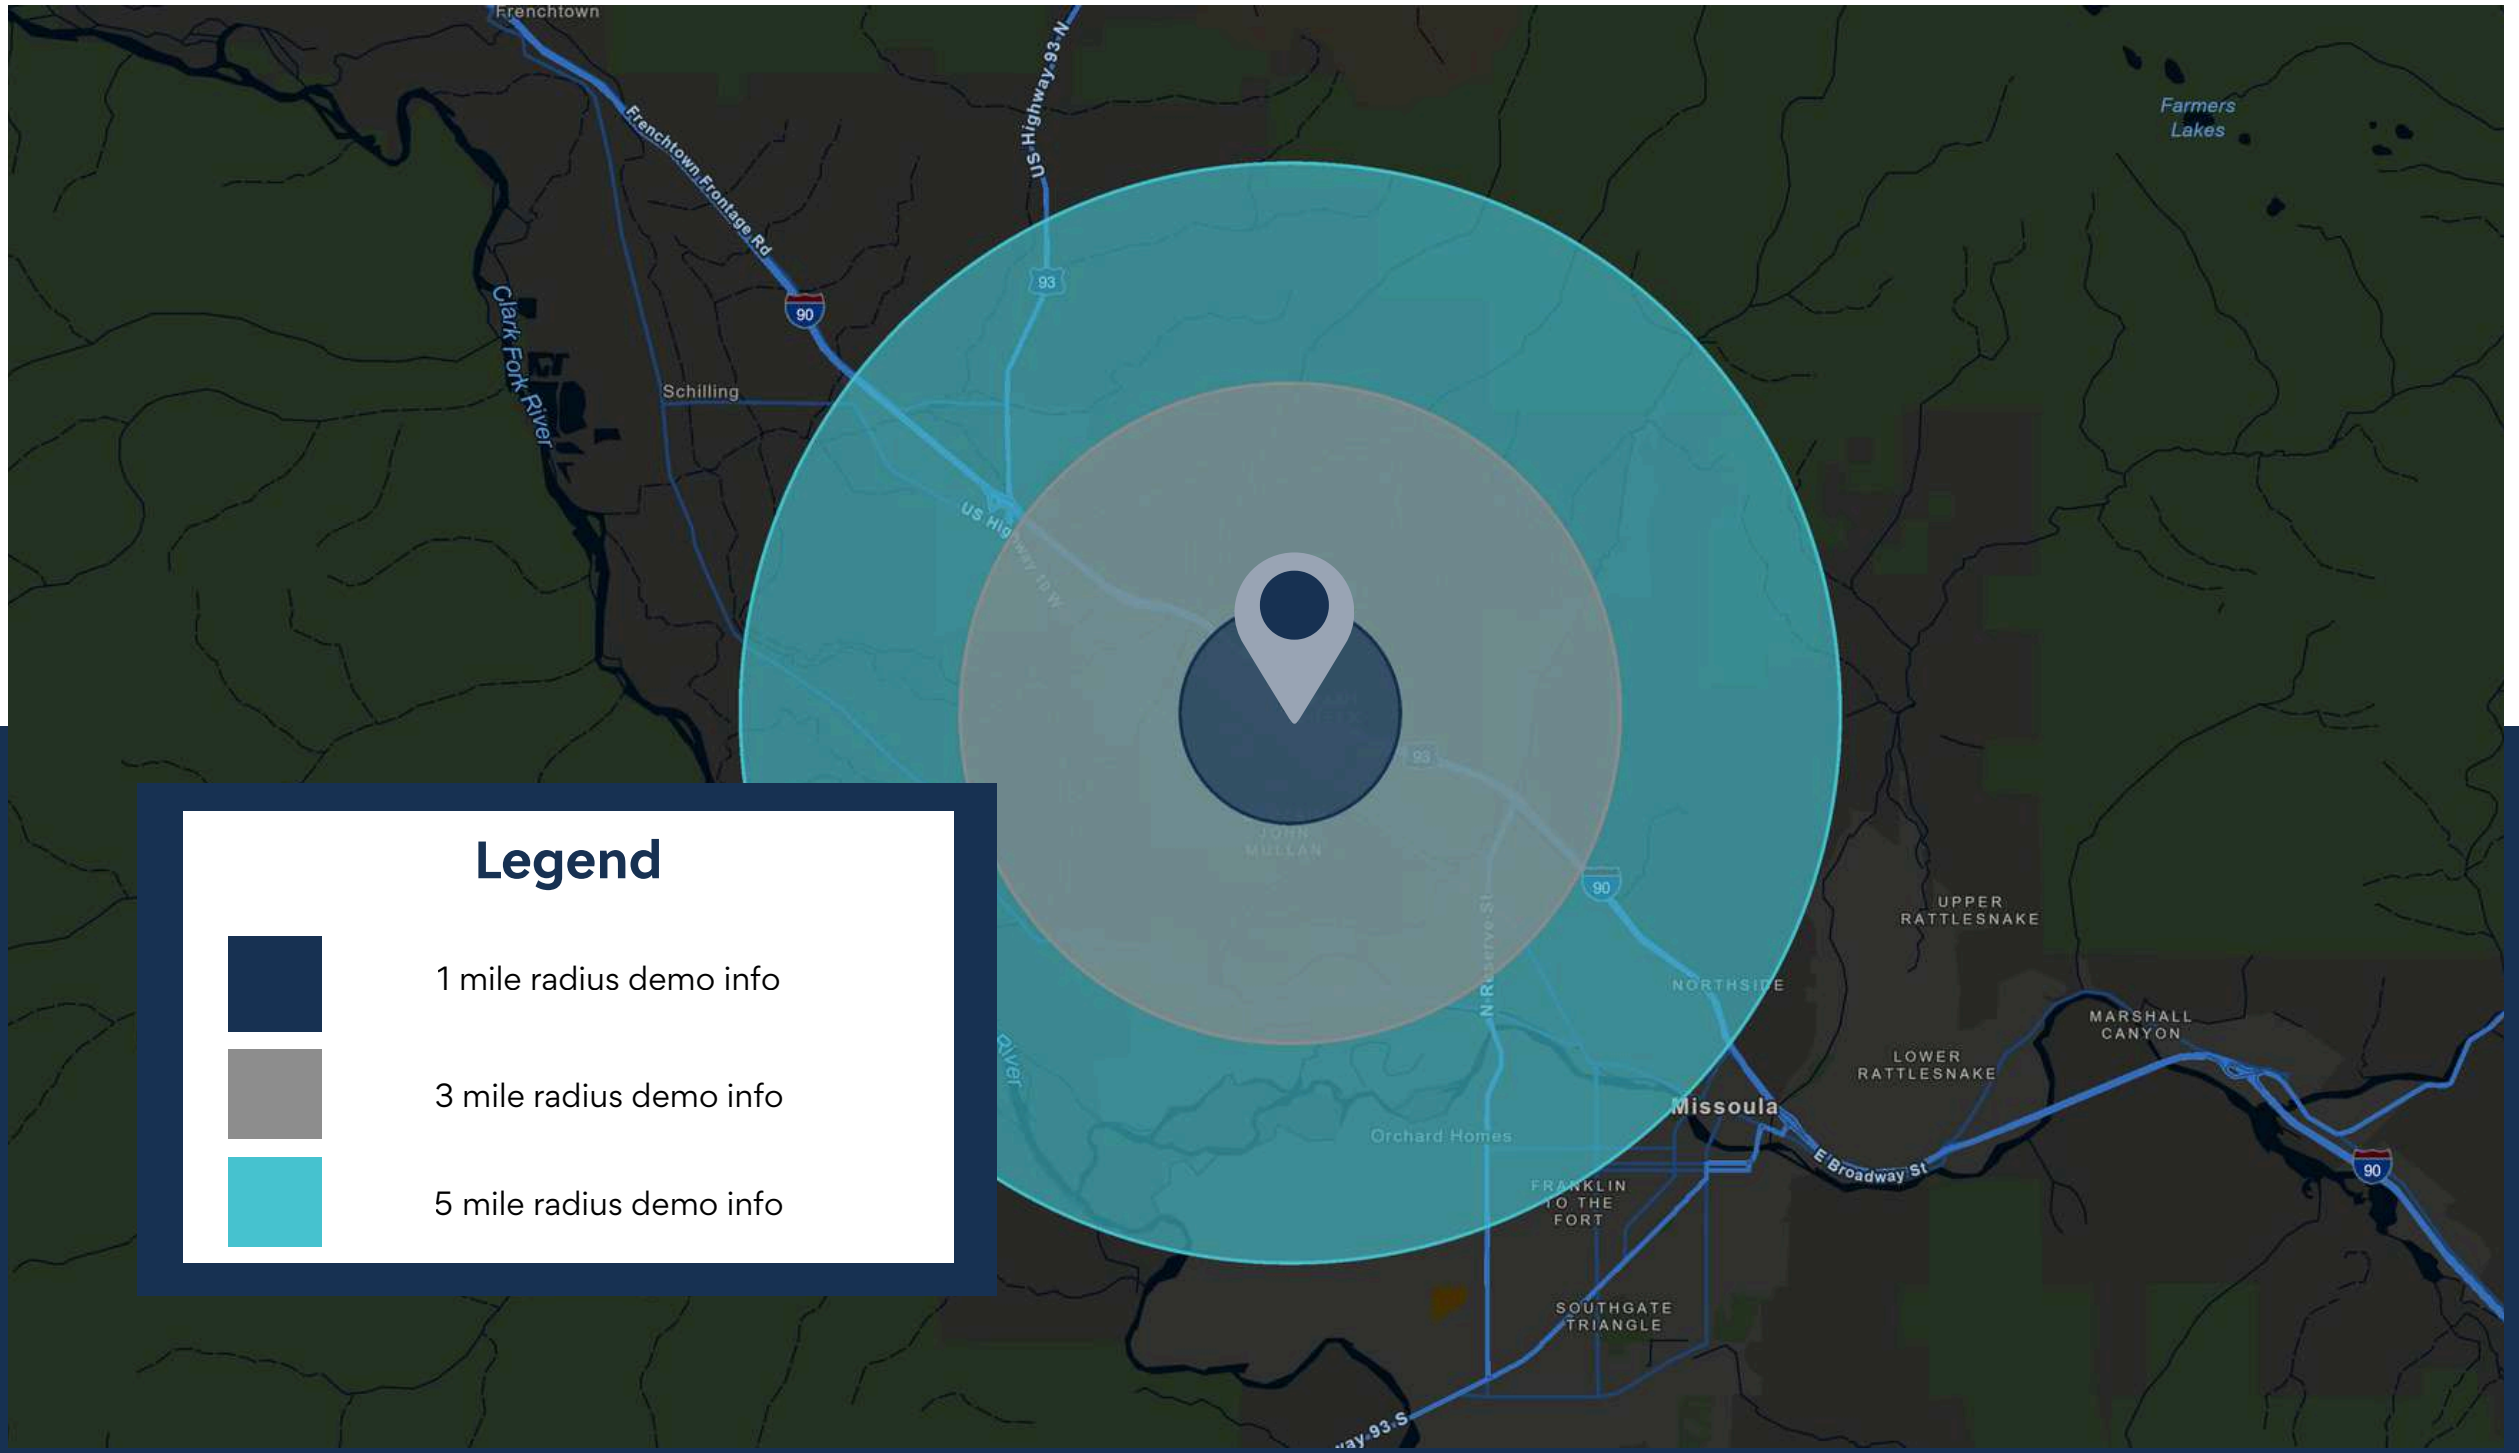 Frenchtown
US Highway 93 N
Farmers
Lakes
Frenchtown Frontage Rd
93
90
Clark Fork River
Schilling
US Highway 10 W
93
JOHN
MULLAN
90
N Reserve St
UPPER
RATTLESNAKE
NORTHSIDE
MARSHALL
CANYON
LOWER
RATTLESNAKE
River
Missoula
Orchard Homes
E Broadway St
90
FRANKLIN
TO THE
FORT
SOUTHGATE
TRIANGLE
way 93 S
Legend
1 mile radius demo info
3 mile radius demo info
5 mile radius demo info